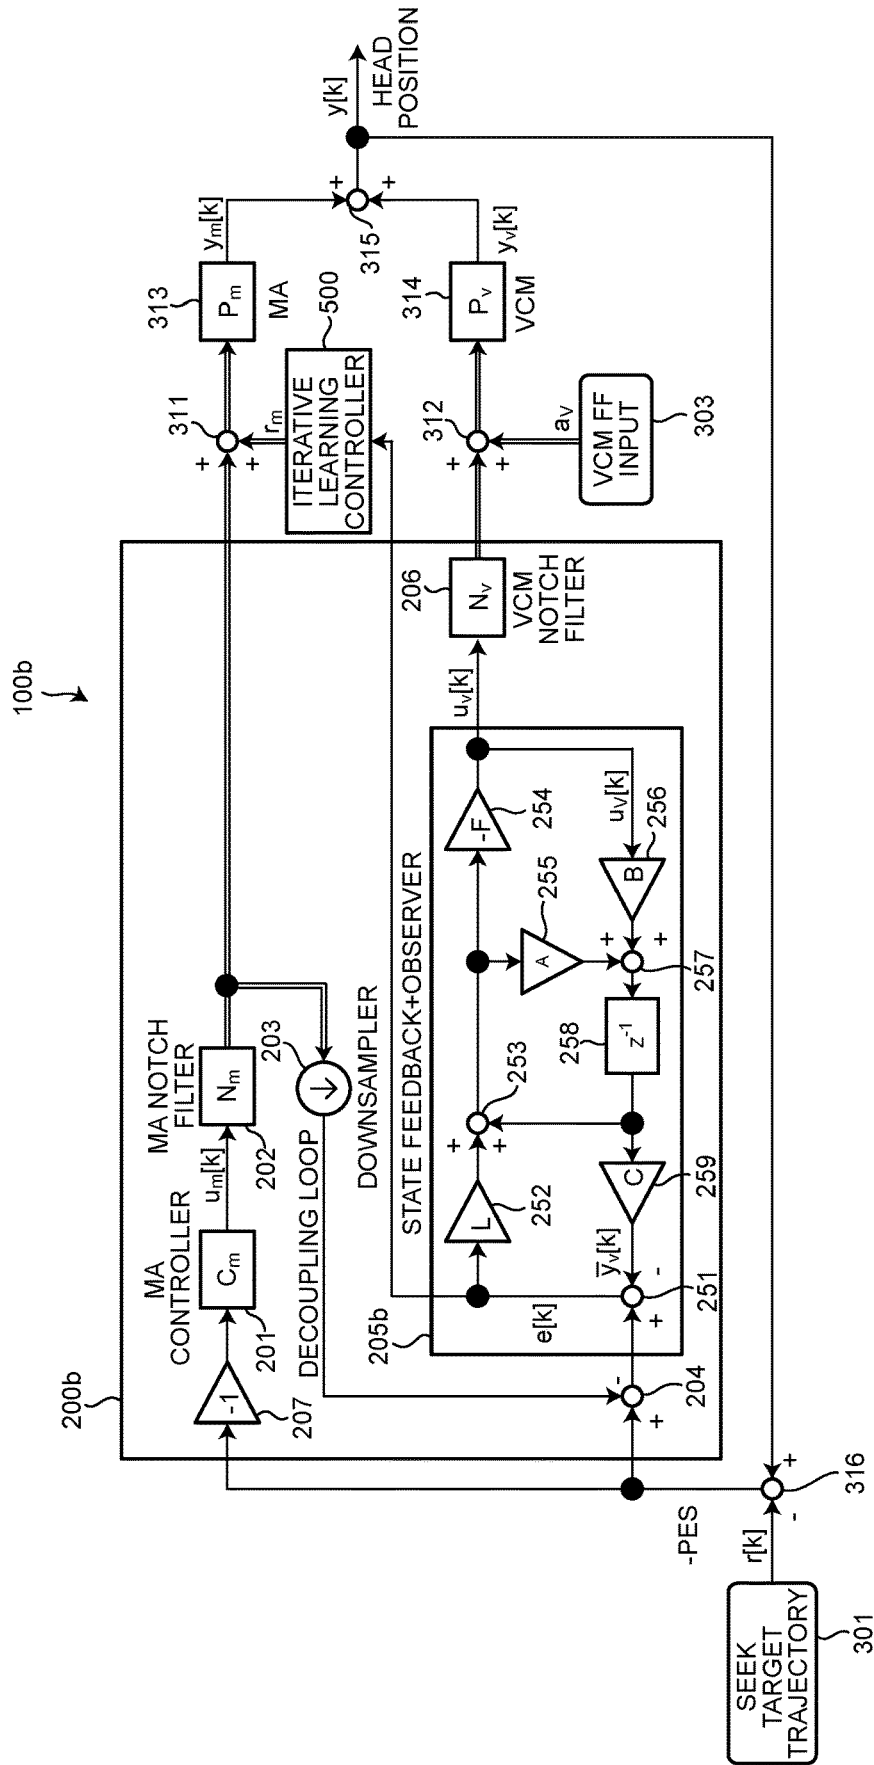 100b
200b
-1
207
MA
CONTROLLER
Cm
201
um[k]
MA NOTCH
FILTER
Nm
202
203
DECOUPLING LOOP
DOWNSAMPLER
311
+
+
rm
ITERATIVE
LEARNING
CONTROLLER
500
313
Pm
MA
ym[k]
315
+
+
y[k]
HEAD
POSITION
STATE FEEDBACK+OBSERVER
205b
e[k]
L
252
+
+
253
-F
254
A
255
uv[k]
uv[k]
B
256
+
+
257
z-1
258
C
259
yv[k]
-
+
251
-
+
204
206
Nv
VCM
NOTCH
FILTER
312
+
+
av
VCM FF
INPUT
303
314
Pv
VCM
yv[k]
-PES
r[k]
-
+
316
SEEK
TARGET
TRAJECTORY
301